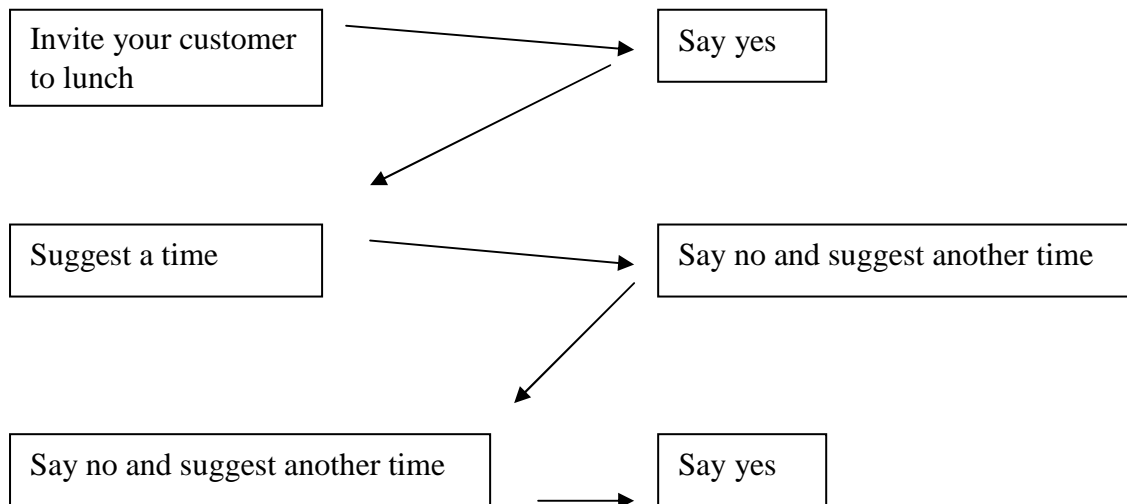 Invite your customer
to lunch
Say yes
Suggest a time
Say no and suggest another time
Say no and suggest another time
Say yes